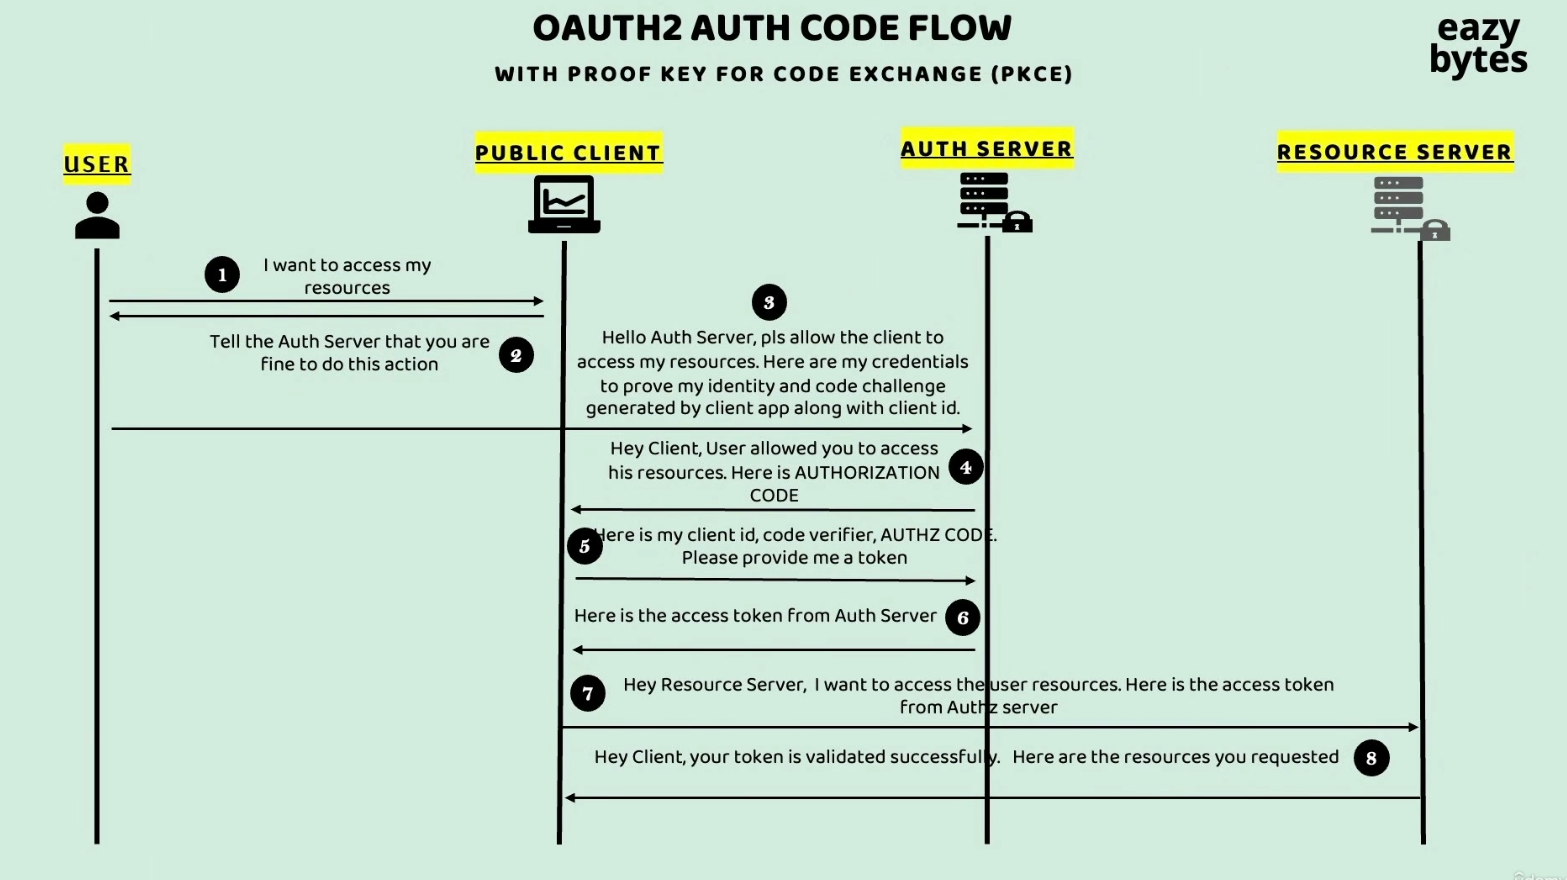 OAUTH2 AUTH CODE FLOW
WITH PROOF KEY FOR CODE EXCHANGE (PKCE)
eazy
bytes
USER
PUBLIC CLIENT
AUTH SERVER
RESOURCE SERVER
1
I want to access my
resources
2
Tell the Auth Server that you are
fine to do this action
3
Hello Auth Server, pls allow the client to
access my resources. Here are my credentials
to prove my identity and code challenge
generated by client app along with client id.
4
Hey Client, User allowed you to access
his resources. Here is AUTHORIZATION
CODE
5
Here is my client id, code verifier, AUTHZ CODE.
Please provide me a token
6
Here is the access token from Auth Server
7
Hey Resource Server, I want to access the user resources. Here is the access token
from Authz server
8
Hey Client, your token is validated successfully. Here are the resources you requested